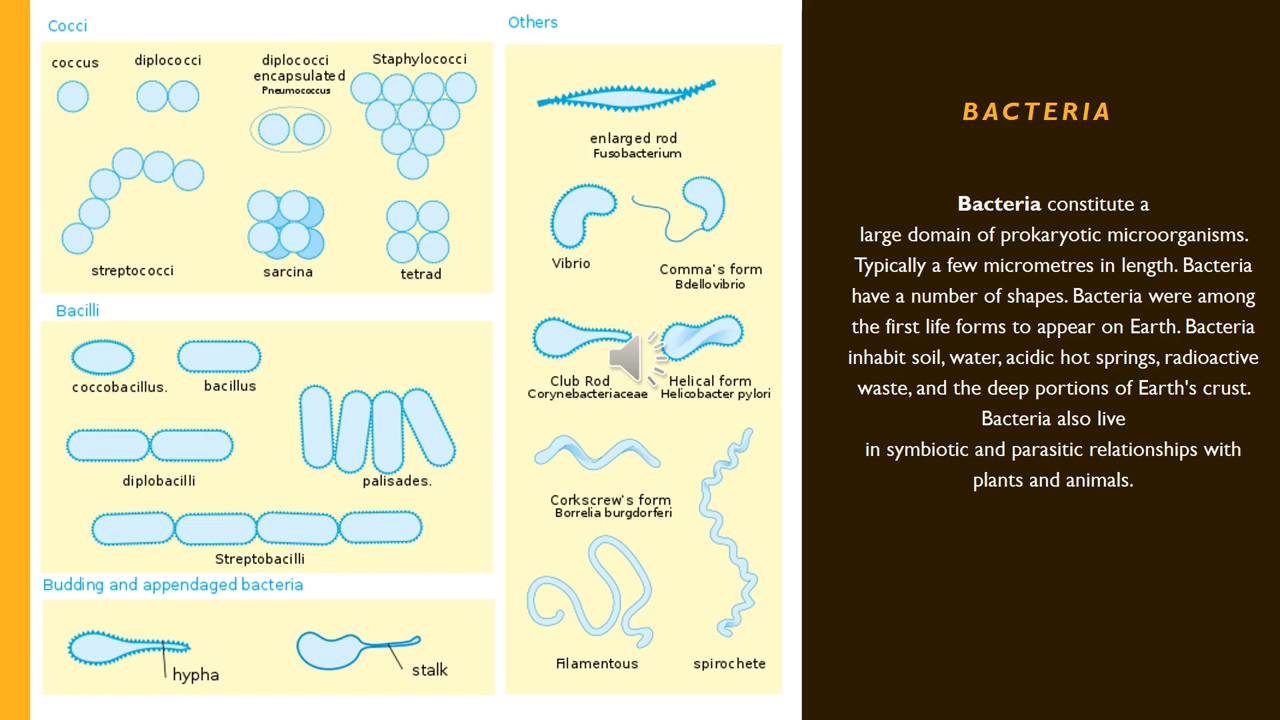 Cocci
coccus
diplococci
diplococci
encapsulated
Pneumococcus
Staphylococci
streptococci
sarcina
tetrad
Bacilli
coccobacillus.
bacillus
diplobacilli
palisades.
Streptobacilli
Budding and appendaged bacteria
hypha
stalk
Others
enlarged rod
Fusobacterium
Vibrio
Comma's form
Bdellovibrio
Club Rod
Corynebacteriaceae
Helical form
Helicobacter pylori
Corkscrew's form
Borrelia burgdorferi
Filamentous
spirochete
BACTERIA
Bacteria constitute a
large domain of prokaryotic microorganisms.
Typically a few micrometres in length. Bacteria
have a number of shapes. Bacteria were among
the first life forms to appear on Earth. Bacteria
inhabit soil, water, acidic hot springs, radioactive
waste, and the deep portions of Earth's crust.
Bacteria also live
in symbiotic and parasitic relationships with
plants and animals.